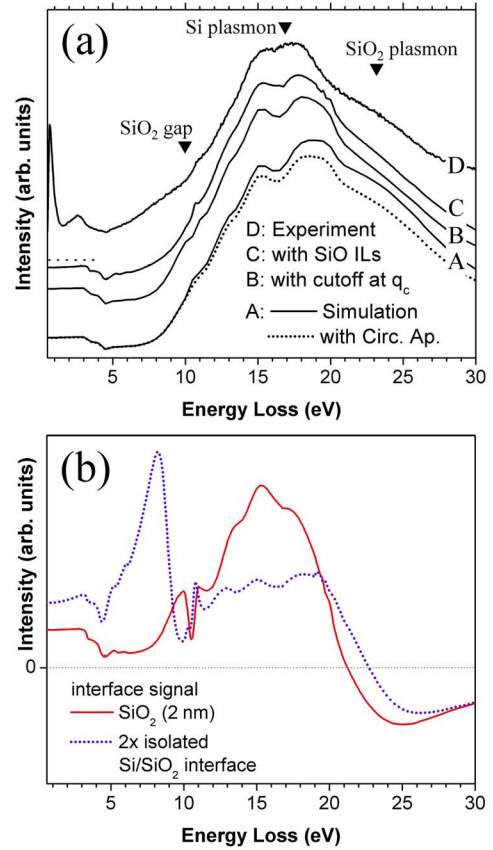 (a)
Si plasmon
SiO₂ plasmon
SiO₂ gap
D
C
B
A
D: Experiment
C: with SiO ILs
B: with cutoff at q_c
A: Simulation
with Circ. Ap.
Intensity (arb. units)
5 10 15 20 25 30
Energy Loss (eV)
(b)
Intensity (arb. units)
0
interface signal
SiO₂ (2 nm)
2x isolated
Si/SiO₂ interface
5 10 15 20 25 30
Energy Loss (eV)